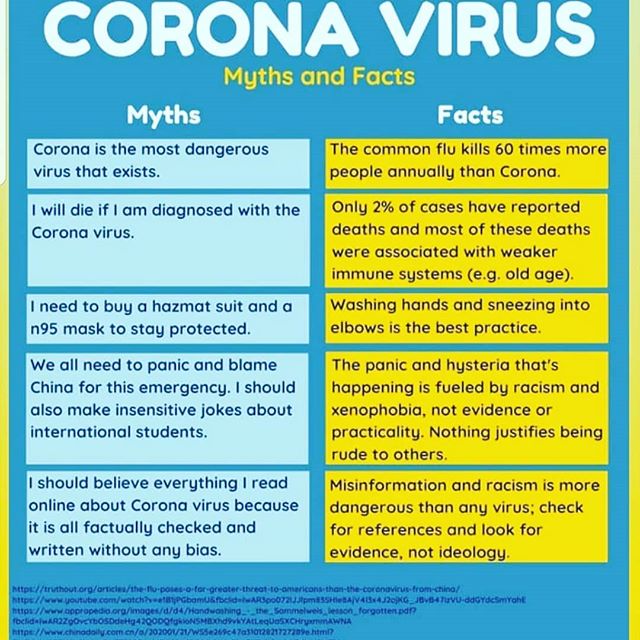 CORONA VIRUS
Myths and Facts
Myths
Facts
Corona is the most dangerous
virus that exists.
The common flu kills 60 times more
people annually than Corona.
I will die if I am diagnosed with the
Corona virus.
Only 2% of cases have reported
deaths and most of these deaths
were associated with weaker
immune systems (e.g. old age).
I need to buy a hazmat suit and a
n95 mask to stay protected.
Washing hands and sneezing into
elbows is the best practice.
We all need to panic and blame
China for this emergency. I should
also make insensitive jokes about
international students.
The panic and hysteria that's
happening is fueled by racism and
xenophobia, not evidence or
practicality. Nothing justifies being
rude to others.
I should believe everything I read
online about Corona virus because
it is all factually checked and
written without any bias.
Misinformation and racism is more
dangerous than any virus; check
for references and look for
evidence, not ideology.
https://truthout.org/articles/the-flu-poses-a-far-greater-threat-to-americans-than-the-coronavirus-from-china/
https://www.appropedia.org/images/d/d4/Handwashing_-_the_Sommelweis_lesson_forgotten.pdf?
https://www.chinadaily.com.cn/a/202001/21/WS5e269c47a31012821727289e.html?